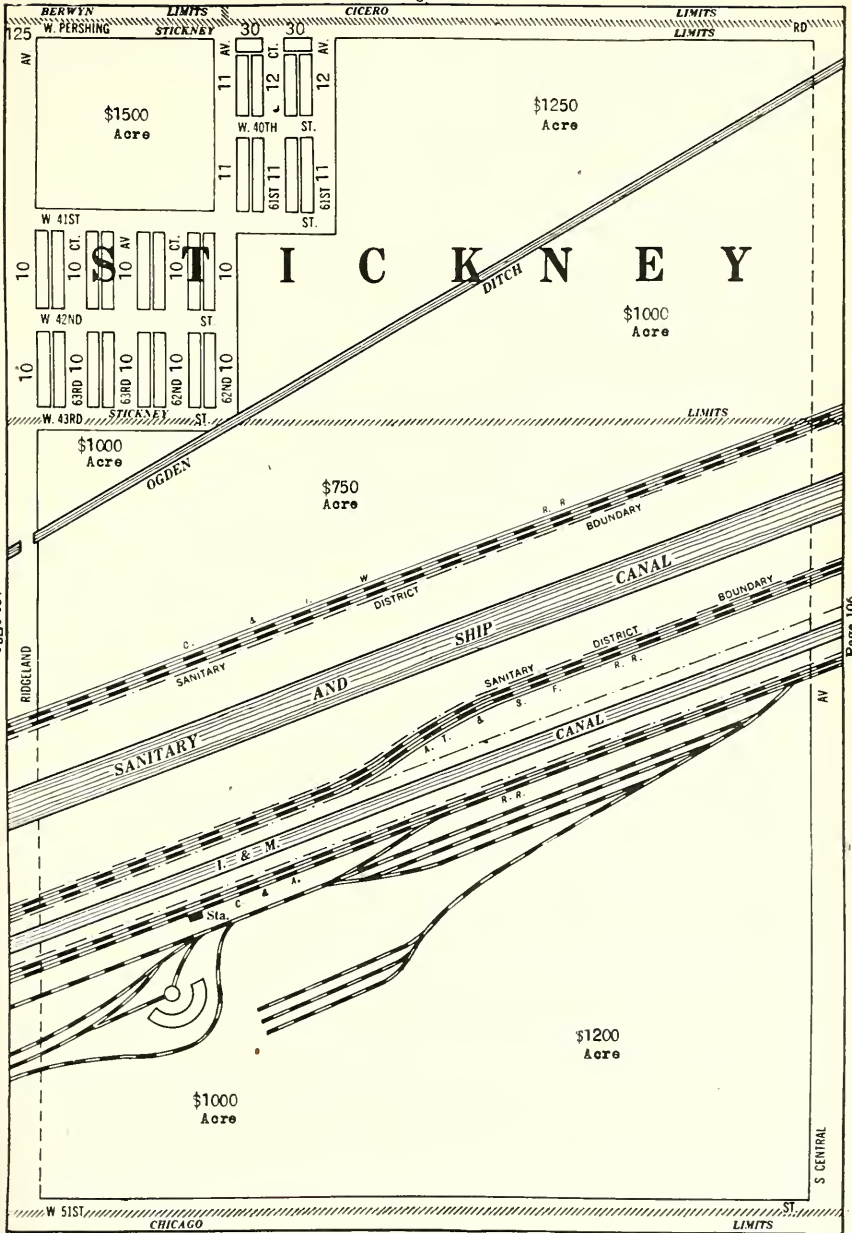 BERWYN LIMITS CICERO LIMITS
W. PERSHING STICKNEY LIMITS RD
125
AV.
30 30
AV. CT. AV.
11 12 12
$1500
Acre
$1250
Acre
W. 40TH ST.
11 61ST 11 61ST 11
W 41ST ST.
10 CT. 10 AV 10 CT. 10 10
STICKNEY
DITCH
$1000
Acre
W 42ND ST.
10 63RD 10 63RD 10 62ND 10 62ND 10
W. 43RD STICKNEY ST. LIMITS
$1000
Acre
OGDEN
$750
Acre
C. & I. W R. R
SANITARY DISTRICT BOUNDARY
SANITARY AND SHIP CANAL
SANITARY DISTRICT BOUNDARY
A. T. & S. F. R. R.
RIDGELAND
Page 106
AV
I. & M. CANAL
C & A. R.R.
Sta.
$1200
Acre
$1000
Acre
S CENTRAL
W 51ST ST.
CHICAGO LIMITS